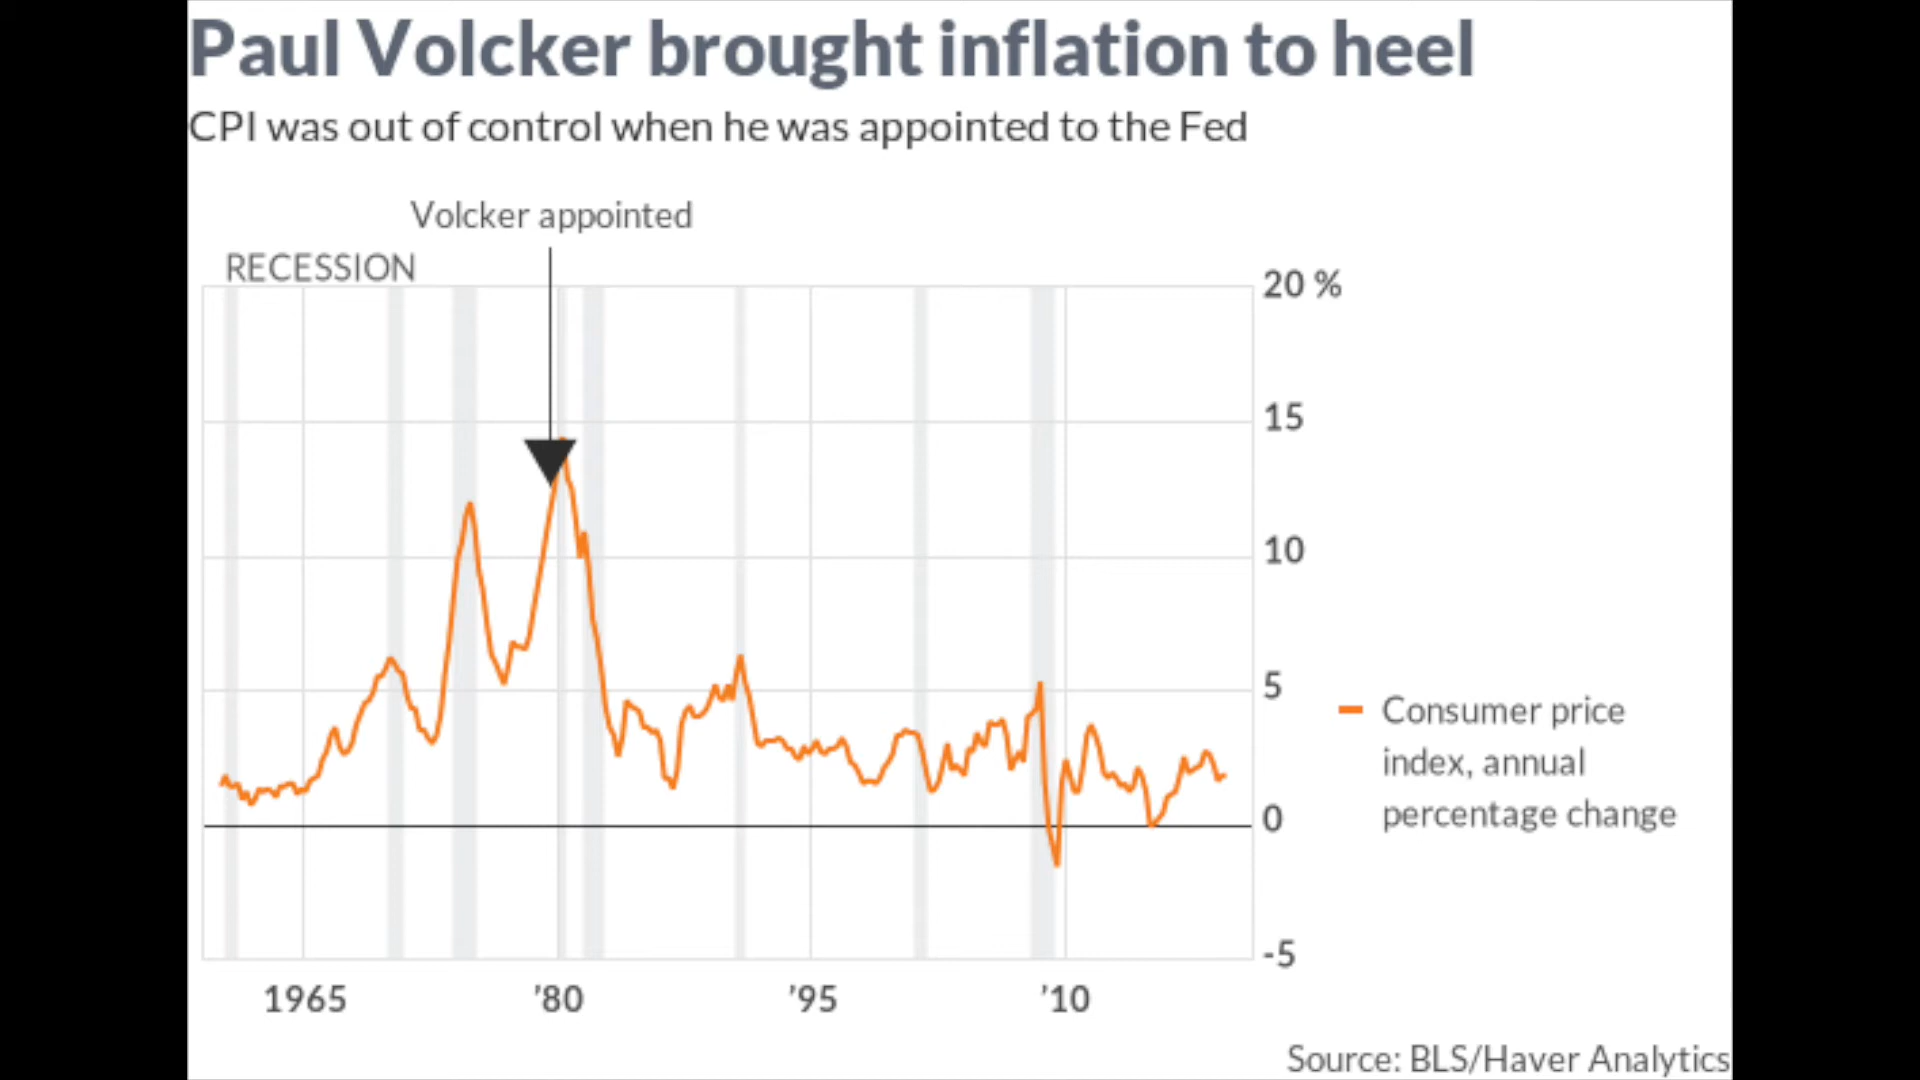 Paul Volcker brought inflation to heel
CPI was out of control when he was appointed to the Fed
Volcker appointed
RECESSION
20 %
15
10
5
0
-5
Consumer price
index, annual
percentage change
1965 ’80 ’95 ’10
Source: BLS/Haver Analytics